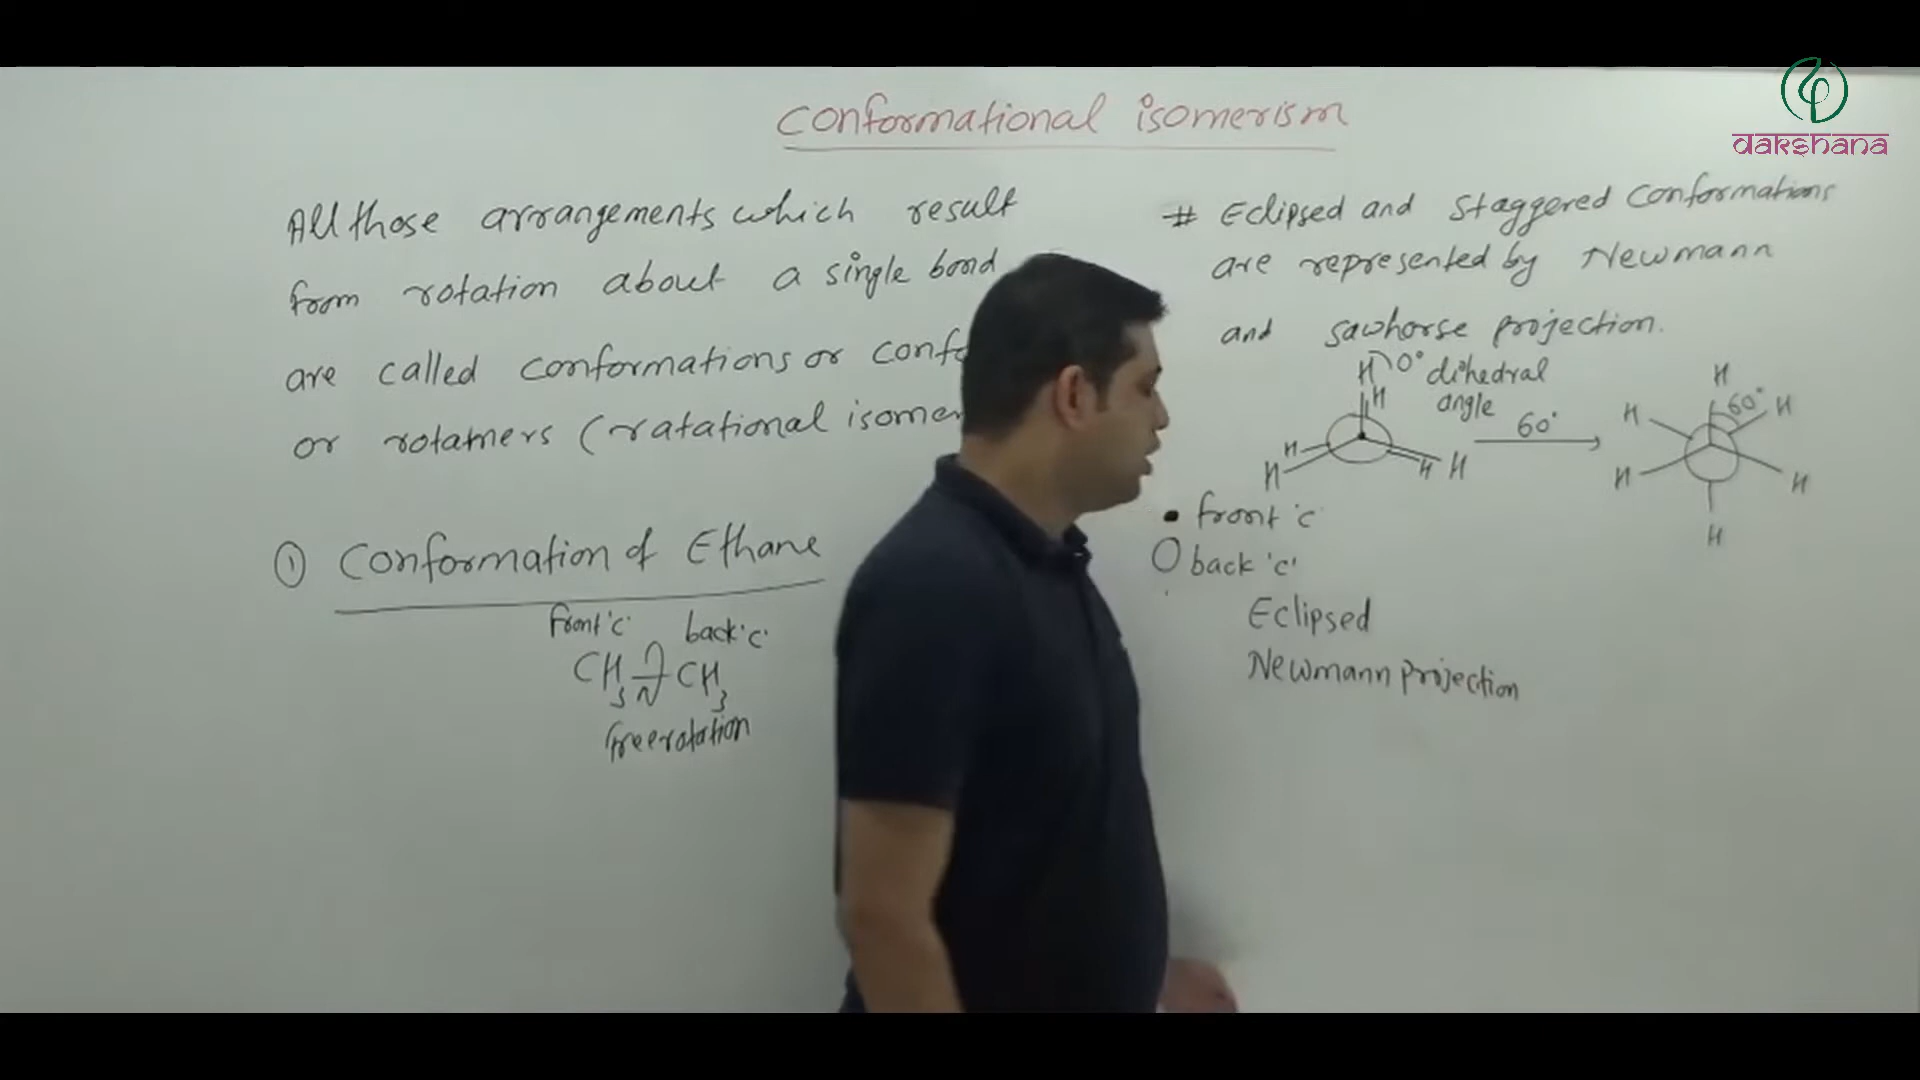 Conformational isomerism
dakshana
All those arrangements which result
from rotation about a single bond
are called conformations or conf
or rotamers (ratational isomer
① Conformation of Ethane
front 'c' back 'c'
CH3 – CH3
free rotation
# Eclipsed and Staggered Conformations
are represented by Newmann
and sawhorse projection.
H 0° dihedral
angle
H
H H
H H
60°
H
H 60° H
H H
H
• front 'c'
O back 'c'
Eclipsed
Newmann projection